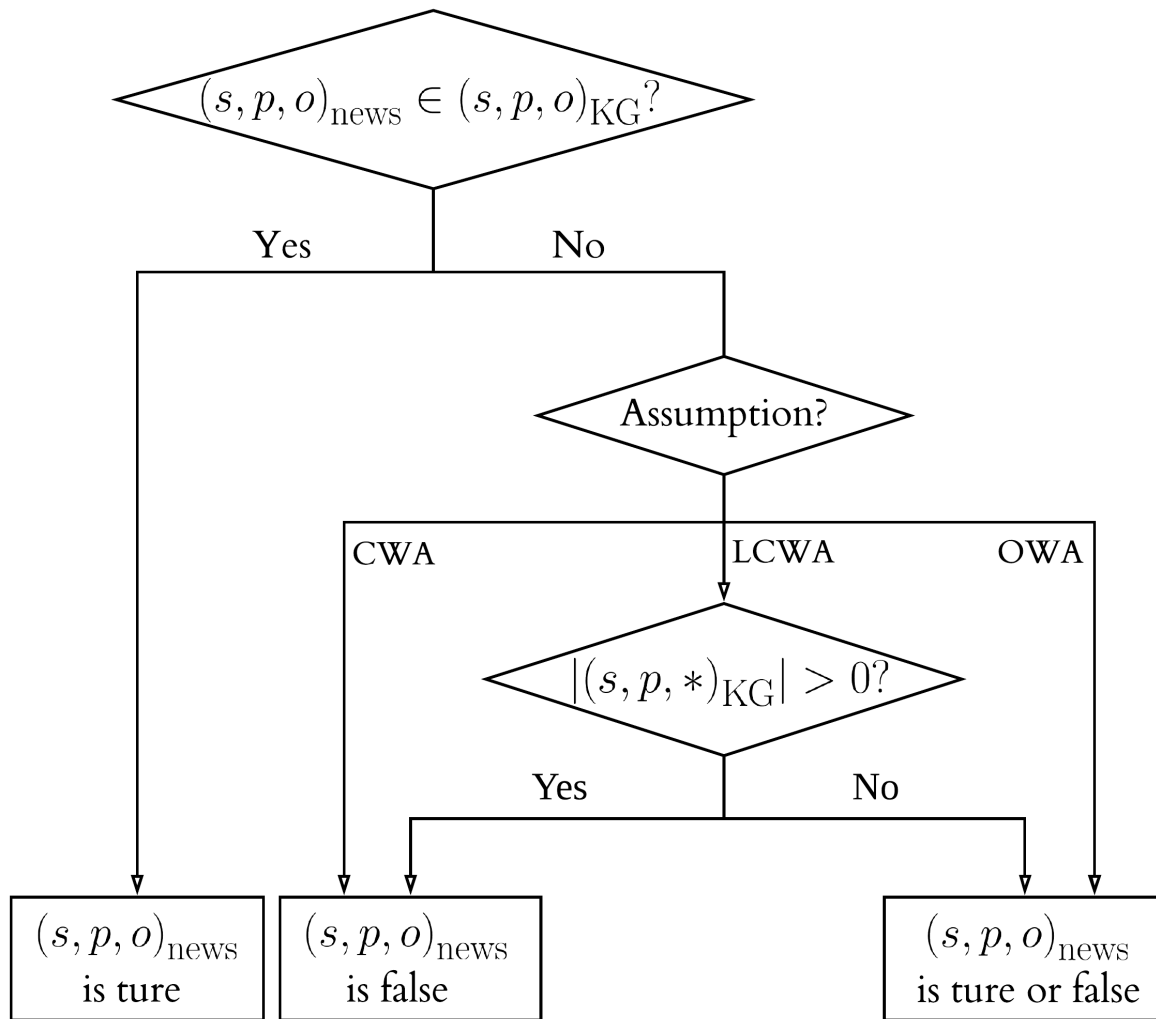 (s, p, o)news ∈ (s, p, o)KG?
Yes
No
Assumption?
CWA
LCWA
OWA
|(s, p, *)KG| > 0?
Yes
No
(s, p, o)news
is ture
(s, p, o)news
is false
(s, p, o)news
is ture or false